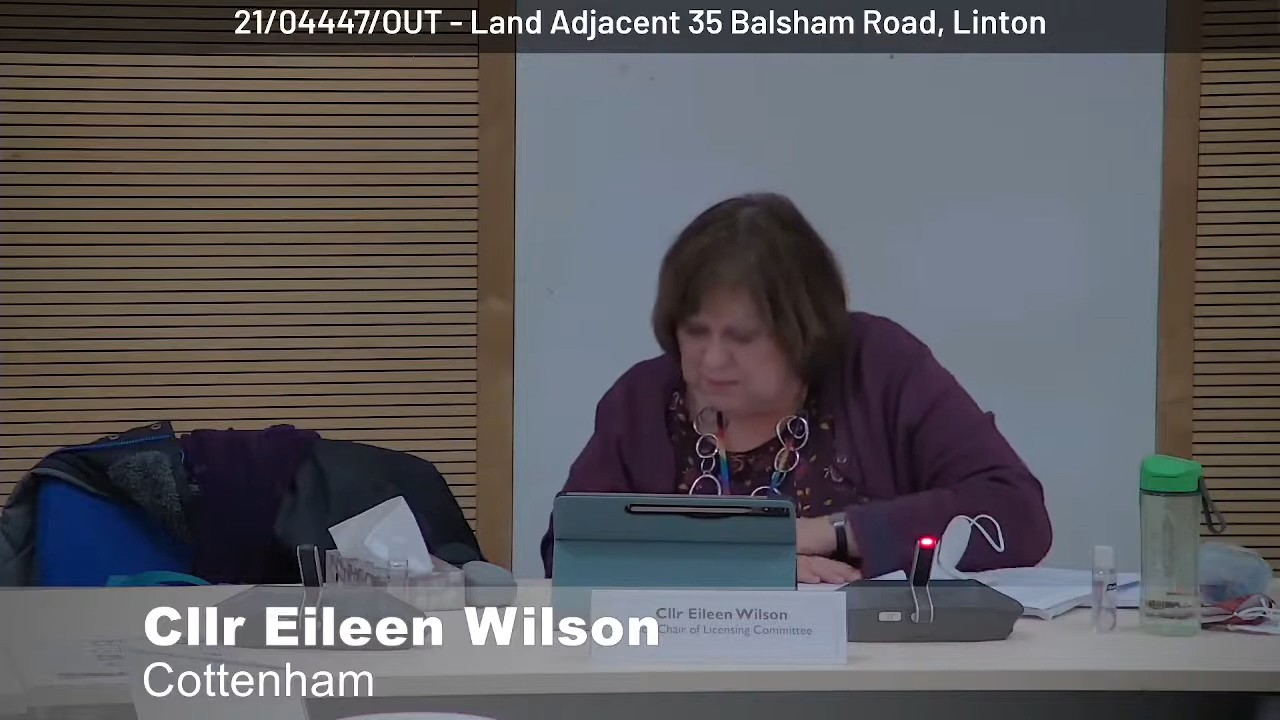 21/04447/OUT - Land Adjacent 35 Balsham Road, Linton
Cllr Eileen Wilson
Chair of Licensing Committee
Cllr Eileen Wilson
Cottenham